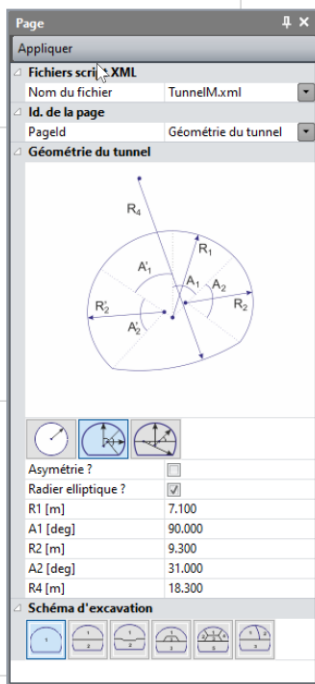 Page
Appliquer
Fichiers script XML
Nom du fichier TunnelM.xml
Id. de la page
PageId Géométrie du tunnel
Géométrie du tunnel
R4
R1
A'1
A1 A2
R'2 R2
A'2
Asymétrie ?
Radier elliptique ?
R1 [m] 7.100
A1 [deg] 90.000
R2 [m] 9.300
A2 [deg] 31.000
R4 [m] 18.300
Schéma d'excavation